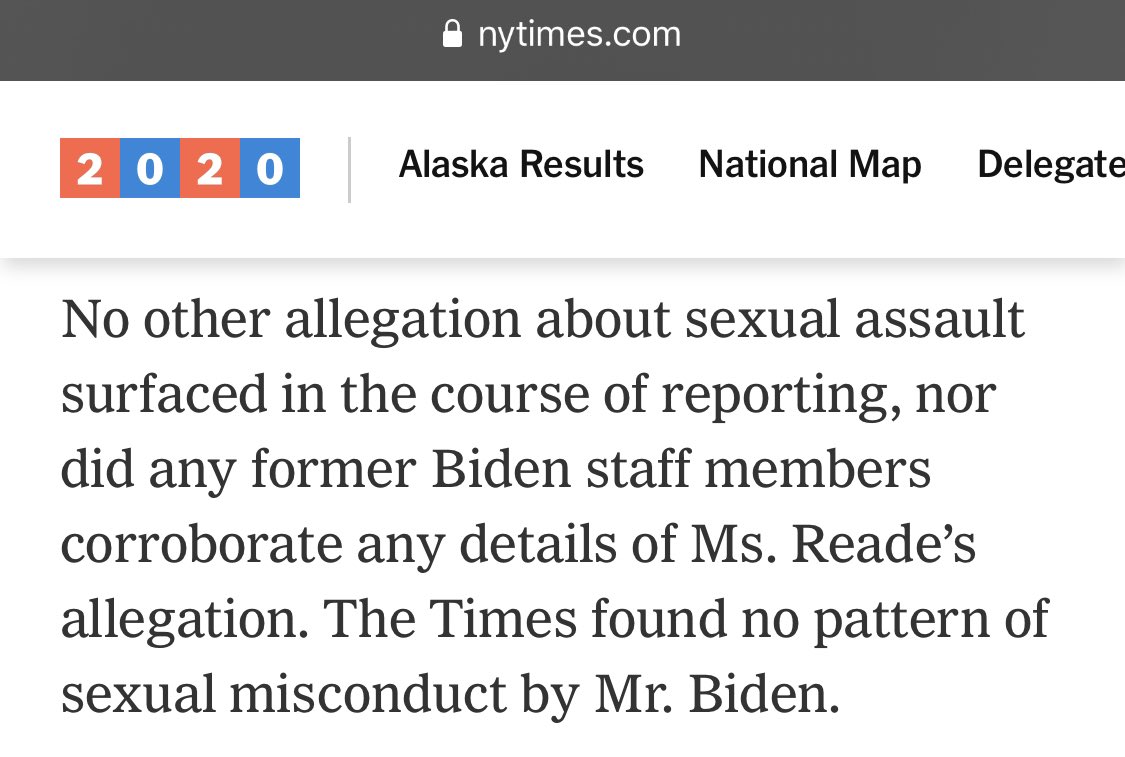 nytimes.com
2020 Alaska Results National Map Delegate
No other allegation about sexual assault
surfaced in the course of reporting, nor
did any former Biden staff members
corroborate any details of Ms. Reade’s
allegation. The Times found no pattern of
sexual misconduct by Mr. Biden.